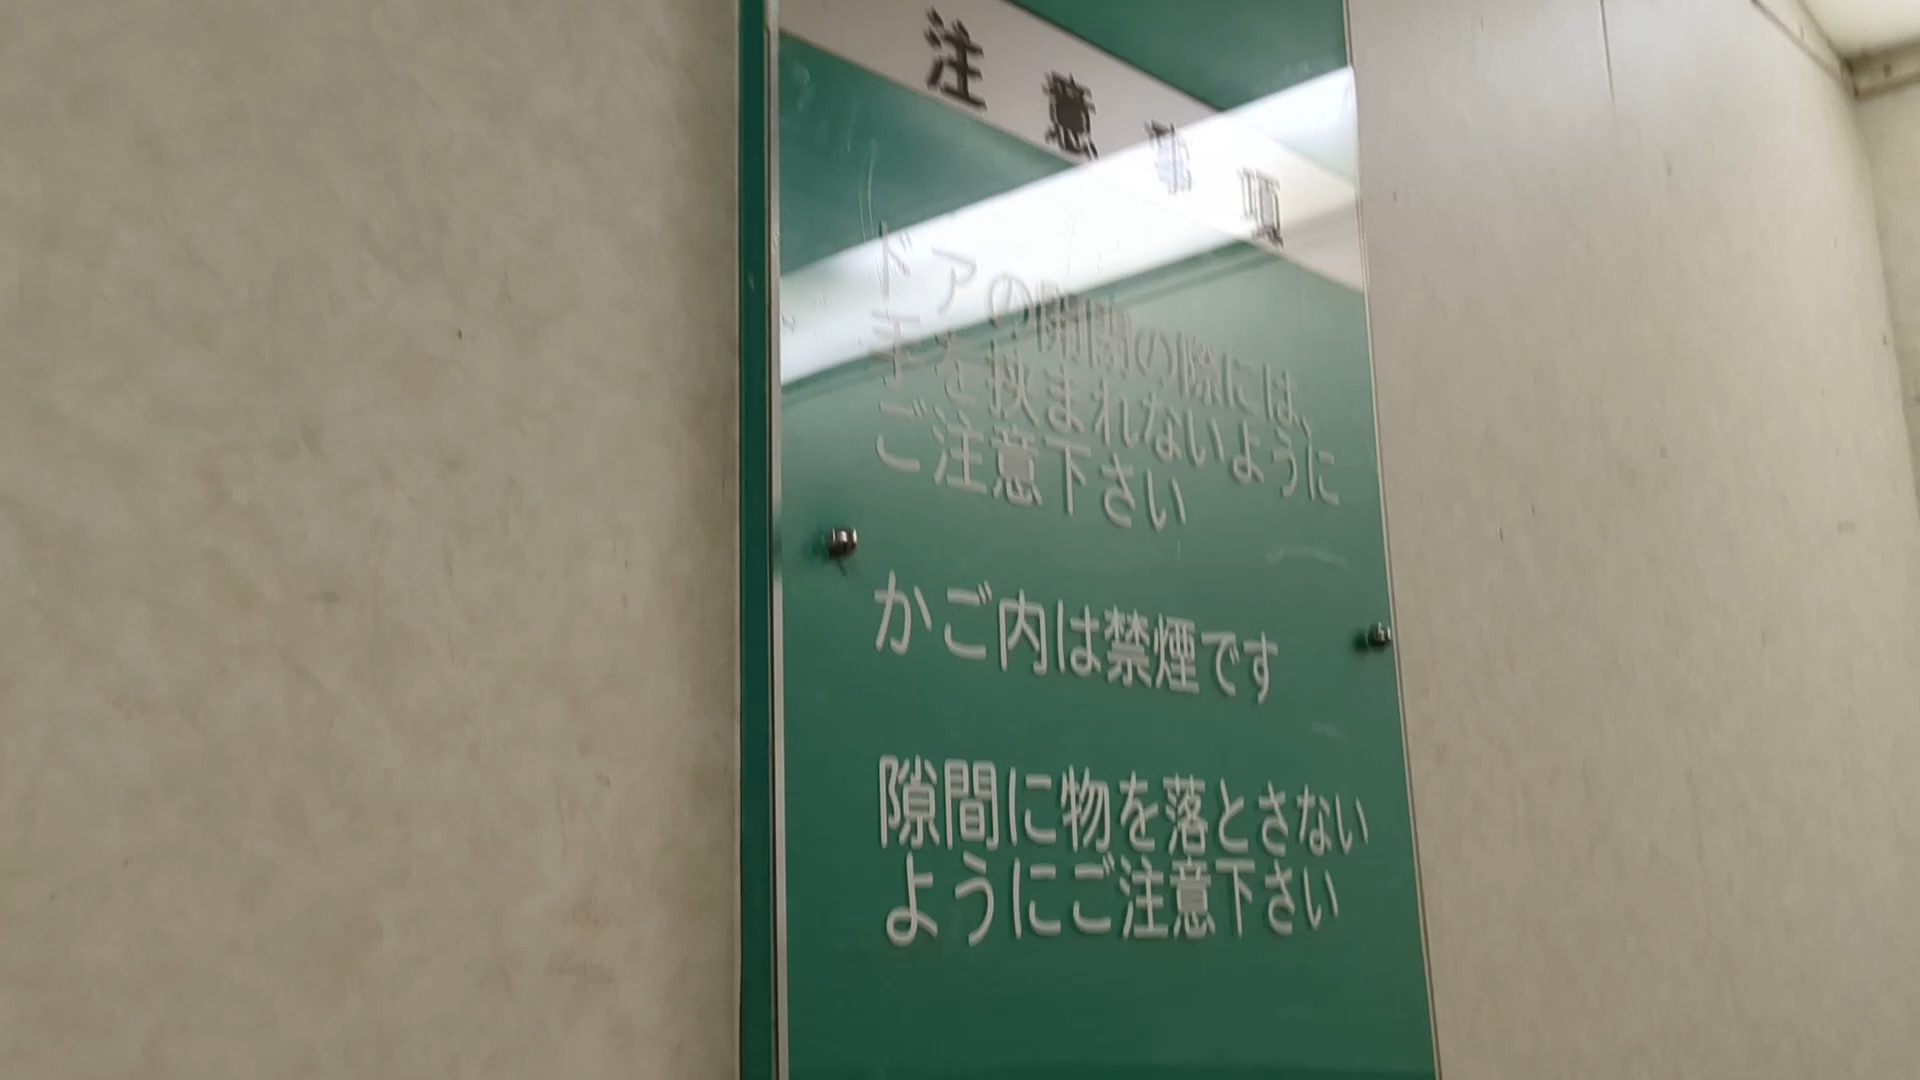 注意事項
ドアの開閉の際には、
手を挟まれないように
ご注意下さい
かご内は禁煙です
隙間に物を落とさない
ようにご注意下さい